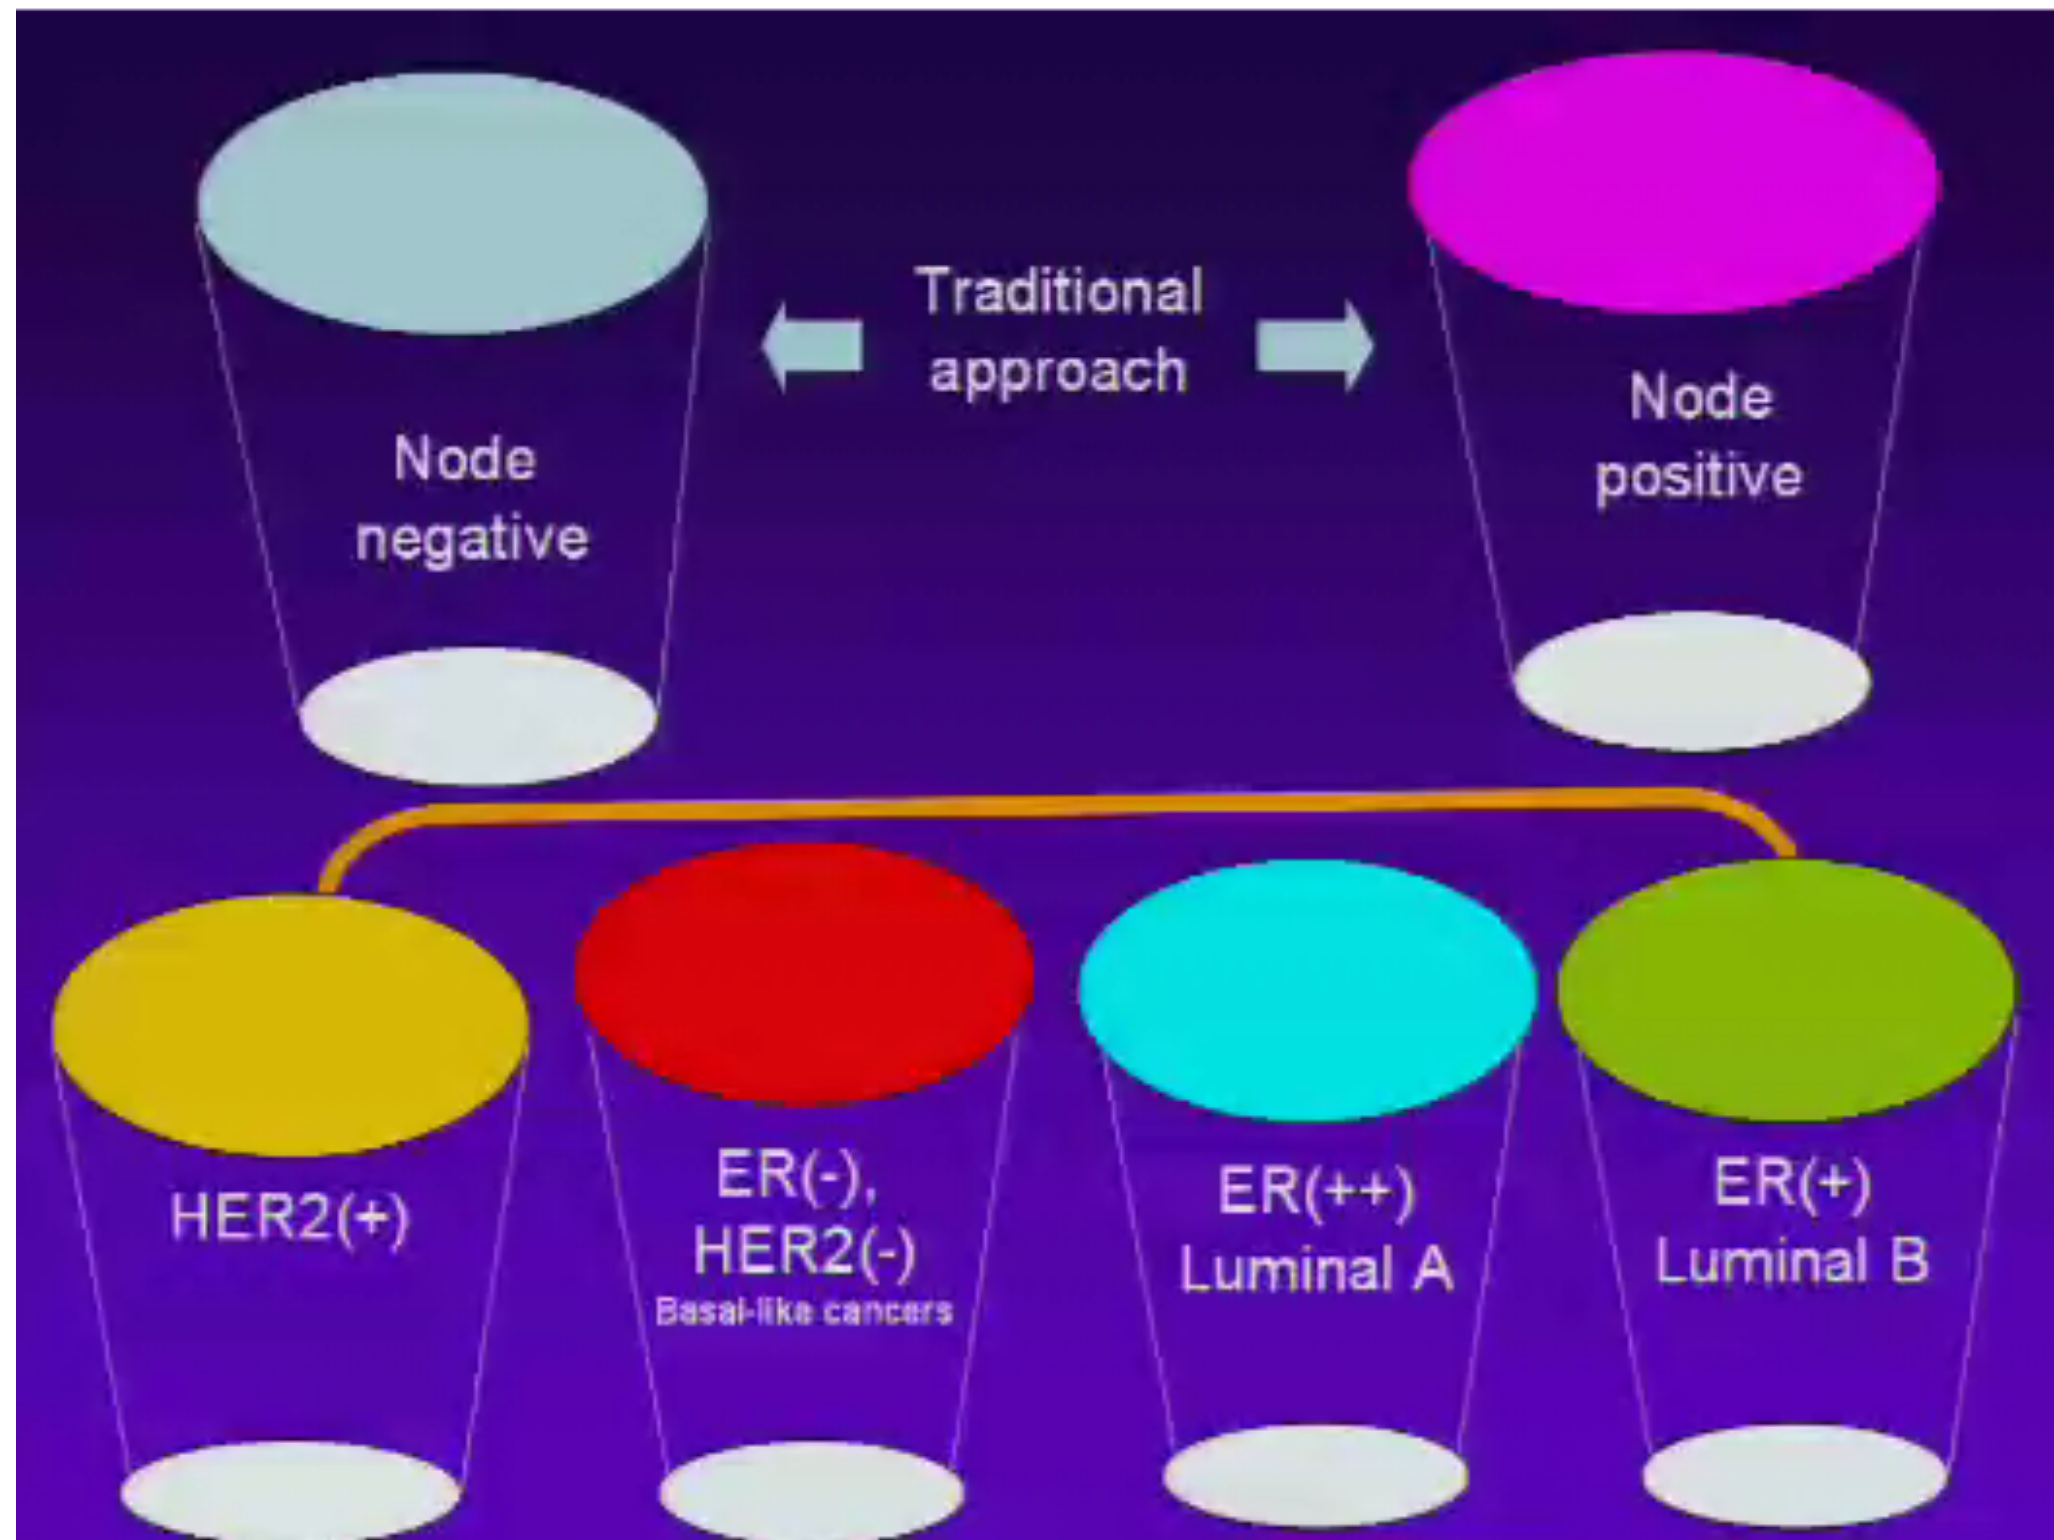 Traditional
approach
Node
negative
Node
positive
HER2(+)
ER(-),
HER2(-)
Basal-like cancers
ER(++)
Luminal A
ER(+)
Luminal B